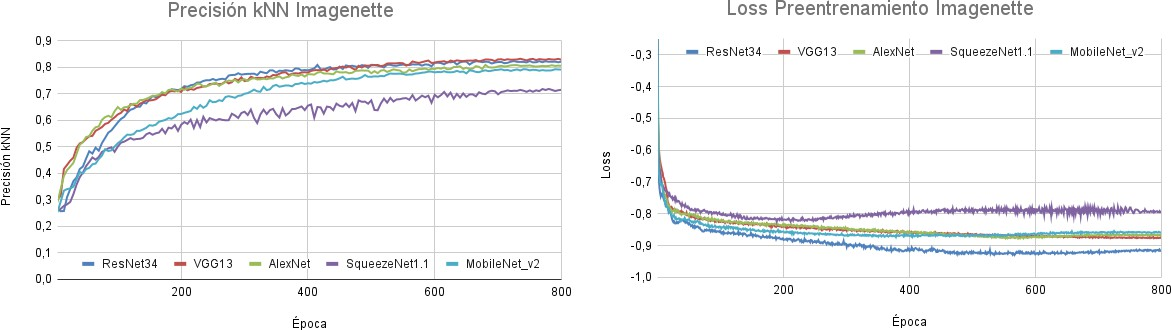 Precisión kNN Imagenette
Precisión kNN
0,9
0,8
0,7
0,6
0,5
0,4
0,3
0,2
0,1
0,0
ResNet34 VGG13 AlexNet SqueezeNet1.1 MobileNet_v2
200 400 600 800
Época
Loss Preentrenamiento Imagenette
Loss
ResNet34 VGG13 AlexNet SqueezeNet1.1 MobileNet_v2
-0,3
-0,4
-0,5
-0,6
-0,7
-0,8
-0,9
-1,0
200 400 600 800
Época